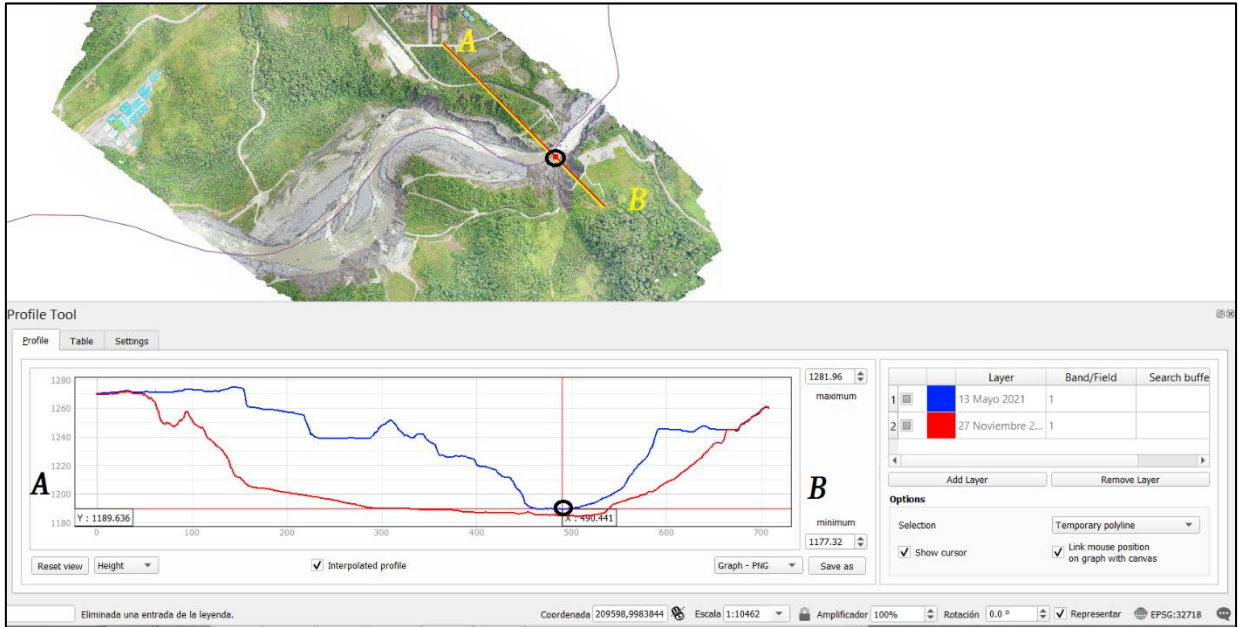 A
B
Profile Tool
Profile Table Settings
1280
1260
1240
1220
1200
1180
0 100 200 300 400 500 600 700
A
B
Y : 1189.636
X : 490.441
1281.96
maximum
minimum
1177.32
Reset view Height Interpolated profile Graph - PNG Save as
Layer Band/Field Search buffe
1 13 Mayo 2021 1
2 27 Noviembre 2... 1
Add Layer Remove Layer
Options
Selection Temporary polyline
Show cursor Link mouse position
on graph with canvas
Eliminada una entrada de la leyenda. Coordenada 209598,9983844 Escala 1:10462 Amplificador 100% Rotación 0.0 ° Representar EPSG:32718